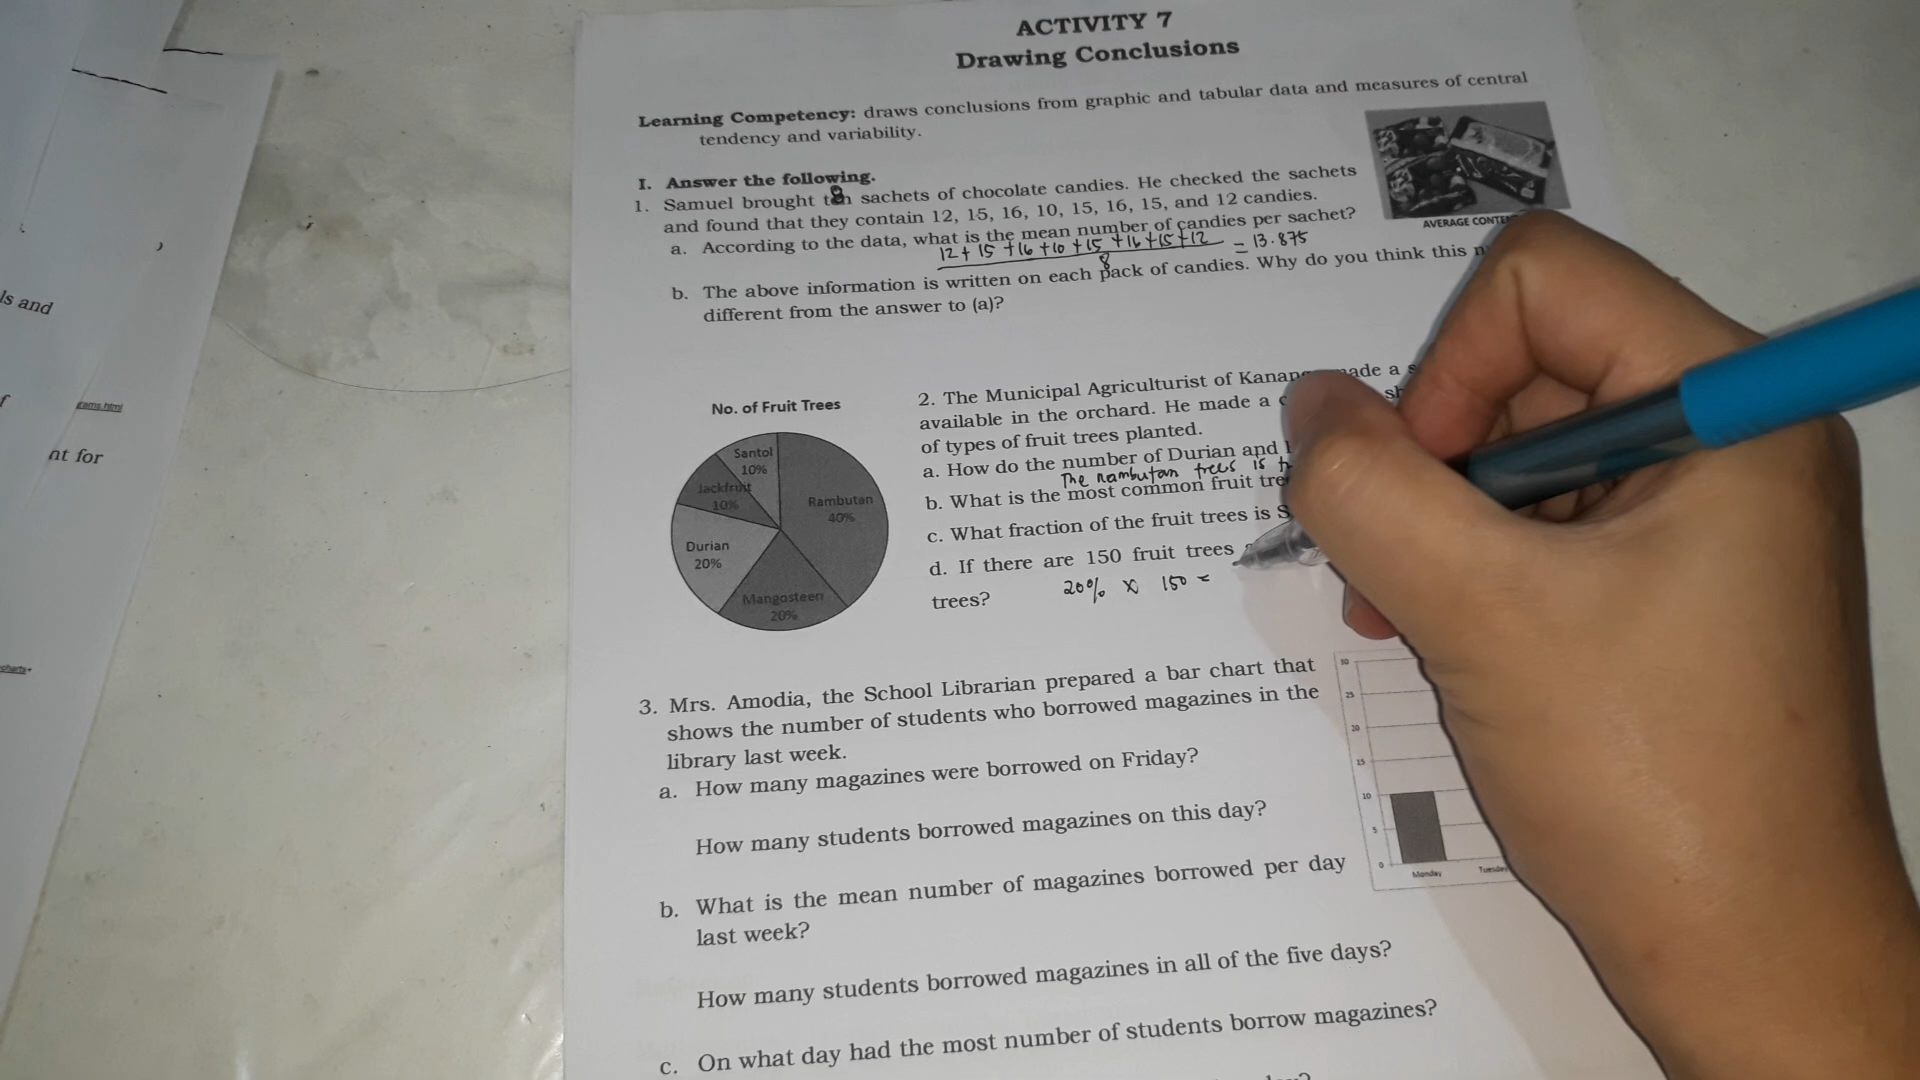 ACTIVITY 7
Drawing Conclusions
Learning Competency: draws conclusions from graphic and tabular data and measures of central
tendency and variability.
I. Answer the following.
1. Samuel brought 8 sachets of chocolate candies. He checked the sachets
and found that they contain 12, 15, 16, 10, 15, 16, 15, and 12 candies.
a. According to the data, what is the mean number of candies per sachet?
12 + 15 + 16 + 10 + 15 + 16 + 15 + 12 = 13.875
8
AVERAGE
b. The above information is written on each pack of candies. Why do you think this
different from the answer to (a)?
No. of Fruit Trees
Santol
10%
Jackfruit
10%
Rambutan
40%
Durian
20%
Mangosteen
20%
2. The Municipal Agriculturist of
available in the orchard. He made a
of types of fruit trees planted.
a. How do the number of Durian and
The rambutan trees is
b. What is the most common fruit
c. What fraction of the fruit trees is
d. If there are 150 fruit trees
20% x 150 =
trees?
3. Mrs. Amodia, the School Librarian prepared a bar chart that
shows the number of students who borrowed magazines in the
library last week.
a. How many magazines were borrowed on Friday?
How many students borrowed magazines on this day?
b. What is the mean number of magazines borrowed per day
last week?
How many students borrowed magazines in all of the five days?
c. On what day had the most number of students borrow magazines?
30
25
20
15
10
5
0
Monday
Tuesday
ls and
nt for